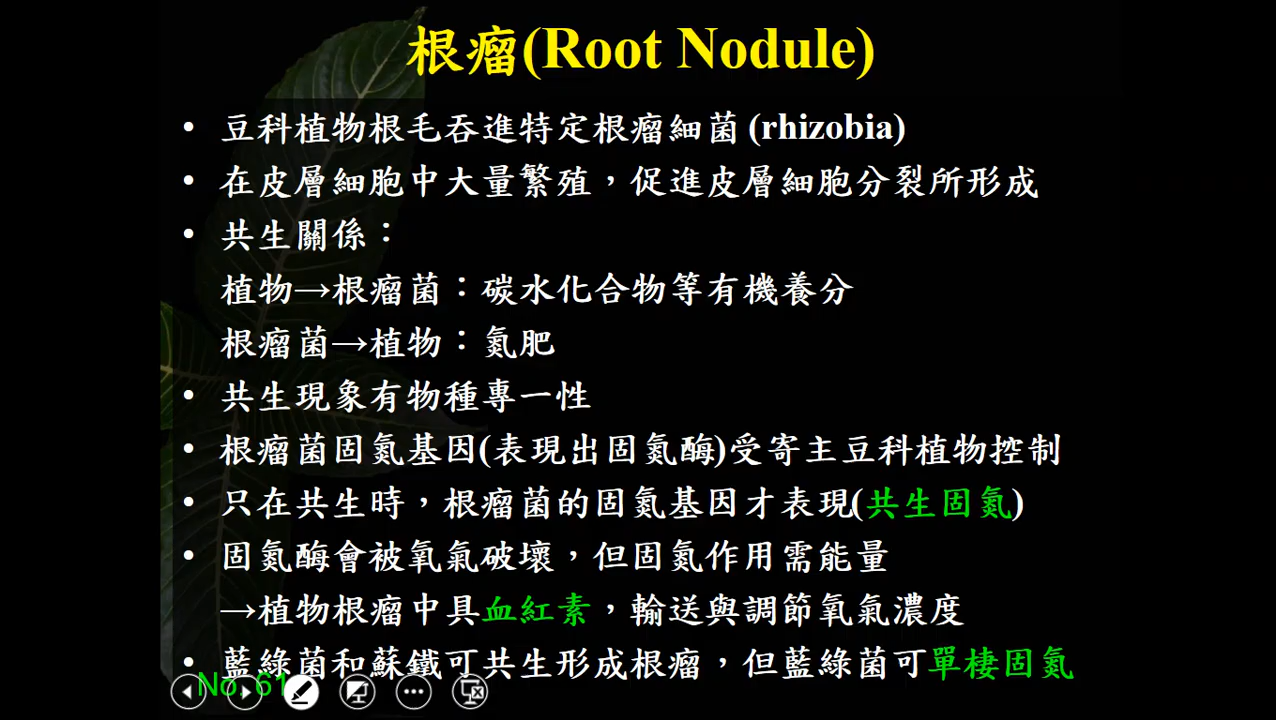 根瘤(Root Nodule)
• 豆科植物根毛吞進特定根瘤細菌 (rhizobia)
• 在皮層細胞中大量繁殖，促進皮層細胞分裂所形成
• 共生關係：
植物→根瘤菌：碳水化合物等有機養分
根瘤菌→植物：氮肥
• 共生現象有物種專一性
• 根瘤菌固氮基因(表現出固氮酶)受寄主豆科植物控制
• 只在共生時，根瘤菌的固氮基因才表現(共生固氮)
• 固氮酶會被氧氣破壞，但固氮作用需能量
→植物根瘤中具血紅素，輸送與調節氧氣濃度
• 藍綠菌和蘇鐵可共生形成根瘤，但藍綠菌可單棲固氮
No. 61